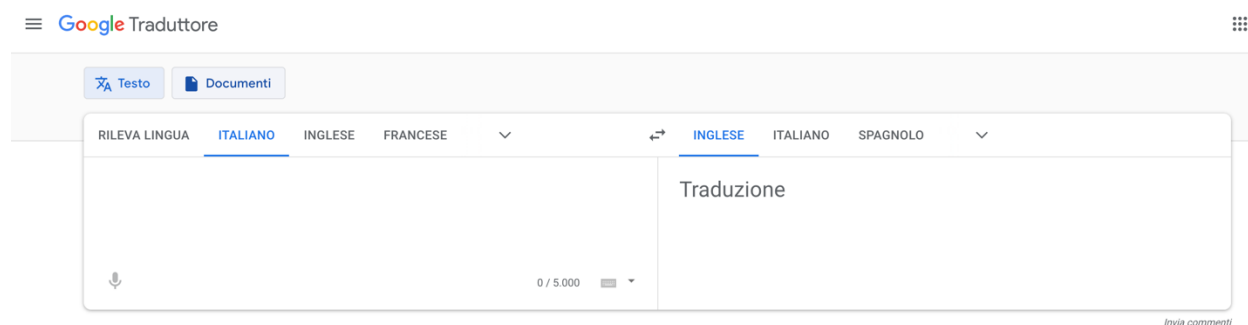 Google Traduttore
Testo Documenti
RILEVA LINGUA ITALIANO INGLESE FRANCESE INGLESE ITALIANO SPAGNOLO
Traduzione
0 / 5.000
Invia commenti